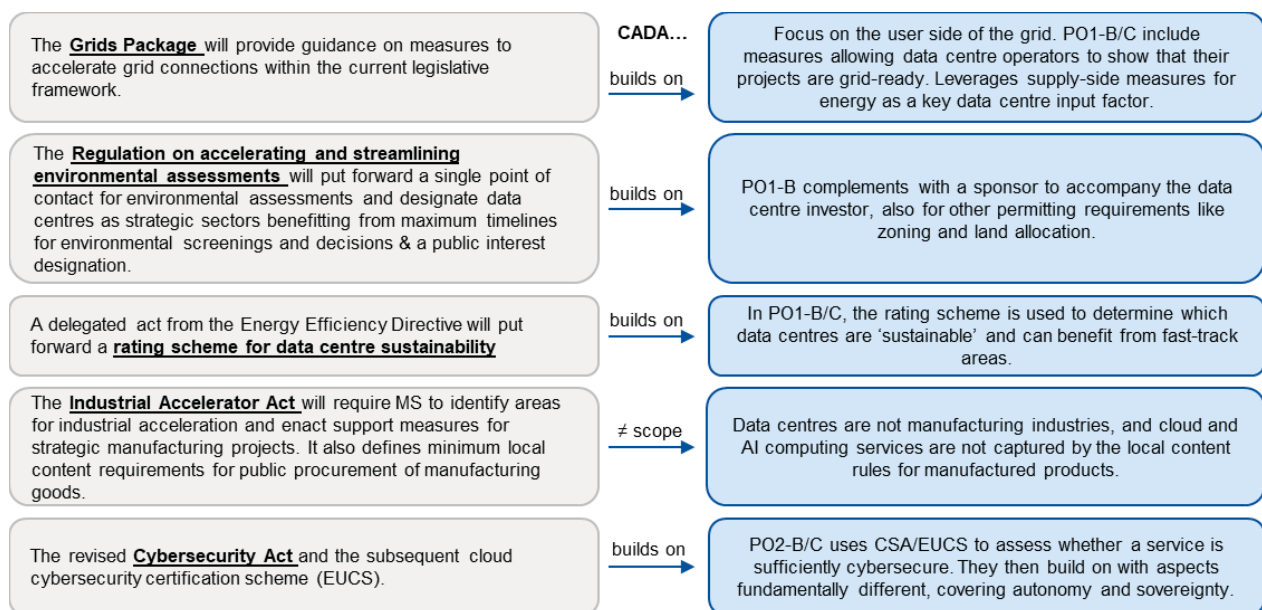 The Grids Package will provide guidance on measures to
accelerate grid connections within the current legislative
framework.
CADA…
builds on
Focus on the user side of the grid. PO1-B/C include
measures allowing data centre operators to show that their
projects are grid-ready. Leverages supply-side measures for
energy as a key data centre input factor.
The Regulation on accelerating and streamlining
environmental assessments will put forward a single point of
contact for environmental assessments and designate data
centres as strategic sectors benefitting from maximum timelines
for environmental screenings and decisions & a public interest
designation.
builds on
PO1-B complements with a sponsor to accompany the data
centre investor, also for other permitting requirements like
zoning and land allocation.
A delegated act from the Energy Efficiency Directive will put
forward a rating scheme for data centre sustainability
builds on
In PO1-B/C, the rating scheme is used to determine which
data centres are ‘sustainable’ and can benefit from fast-track
areas.
The Industrial Accelerator Act will require MS to identify areas
for industrial acceleration and enact support measures for
strategic manufacturing projects. It also defines minimum local
content requirements for public procurement of manufacturing
goods.
≠ scope
Data centres are not manufacturing industries, and cloud and
AI computing services are not captured by the local content
rules for manufactured products.
The revised Cybersecurity Act and the subsequent cloud
cybersecurity certification scheme (EUCS).
builds on
PO2-B/C uses CSA/EUCS to assess whether a service is
sufficiently cybersecure. They then build on with aspects
fundamentally different, covering autonomy and sovereignty.